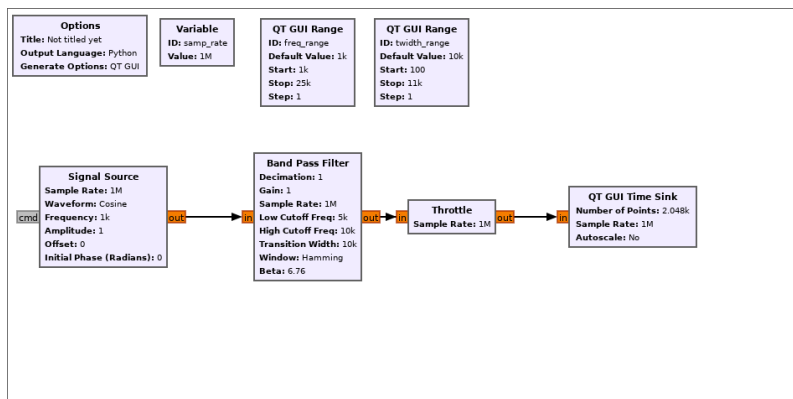 Options
Title: Not titled yet
Output Language: Python
Generate Options: QT GUI
Variable
ID: samp_rate
Value: 1M
QT GUI Range
ID: freq_range
Default Value: 1k
Start: 1k
Stop: 25k
Step: 1
QT GUI Range
ID: twidth_range
Default Value: 10k
Start: 100
Stop: 11k
Step: 1
Signal Source
Sample Rate: 1M
Waveform: Cosine
Frequency: 1k
Amplitude: 1
Offset: 0
Initial Phase (Radians): 0
cmd
out
Band Pass Filter
Decimation: 1
Gain: 1
Sample Rate: 1M
Low Cutoff Freq: 5k
High Cutoff Freq: 10k
Transition Width: 10k
Window: Hamming
Beta: 6.76
in
out
Throttle
Sample Rate: 1M
in
out
QT GUI Time Sink
Number of Points: 2.048k
Sample Rate: 1M
Autoscale: No
in